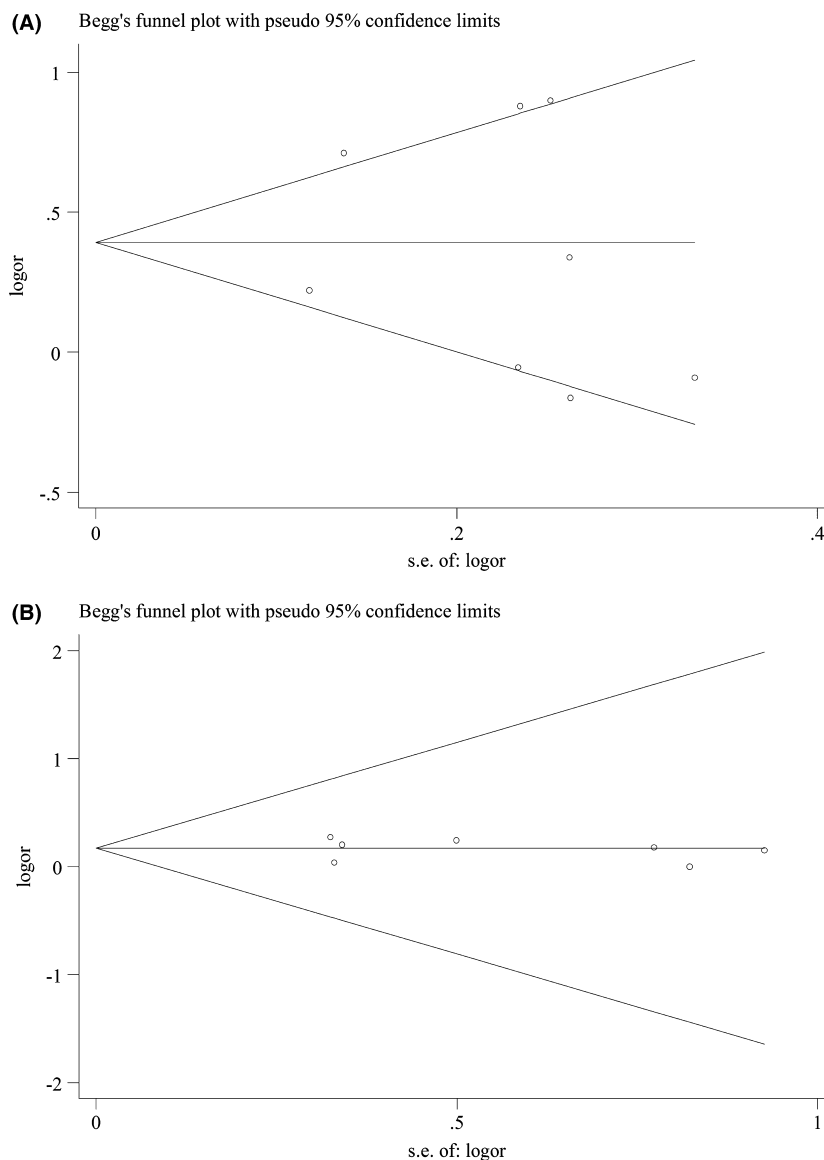 (A) Begg's funnel plot with pseudo 95% confidence limits
1
.5
logor
0
-.5
0 .2 .4
s.e. of: logor
(B) Begg's funnel plot with pseudo 95% confidence limits
2
1
logor
0
-1
-2
0 .5 1
s.e. of: logor